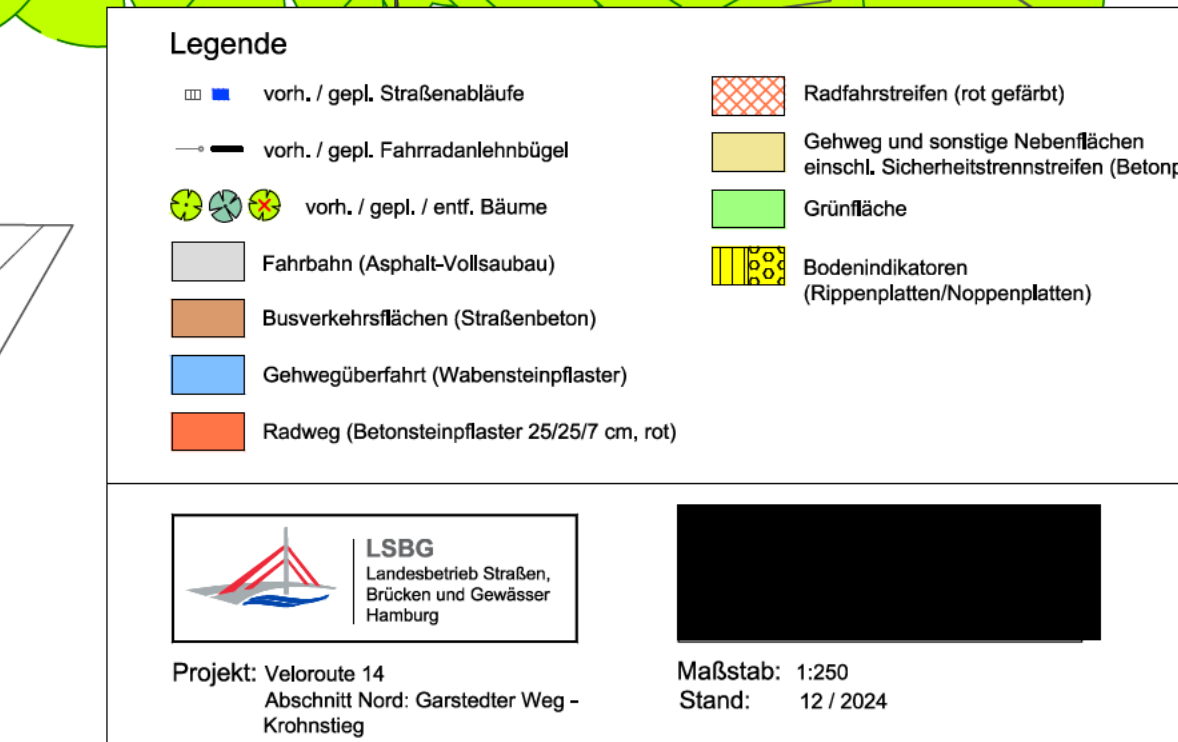 Legende
vorh. / gepl. Straßenabläufe
vorh. / gepl. Fahrradanlehnbügel
vorh. / gepl. / entf. Bäume
Fahrbahn (Asphalt-Vollsaubau)
Busverkehrsflächen (Straßenbeton)
Gehwegüberfahrt (Wabensteinpflaster)
Radweg (Betonsteinpflaster 25/25/7 cm, rot)
Radfahrstreifen (rot gefärbt)
Gehweg und sonstige Nebenflächen
einschl. Sicherheitstrennstreifen (Betonp
Grünfläche
Bodenindikatoren
(Rippenplatten/Noppenplatten)
LSBG
Landesbetrieb Straßen,
Brücken und Gewässer
Hamburg
Projekt: Veloroute 14
Abschnitt Nord: Garstedter Weg -
Krohnstieg
Maßstab: 1:250
Stand: 12 / 2024